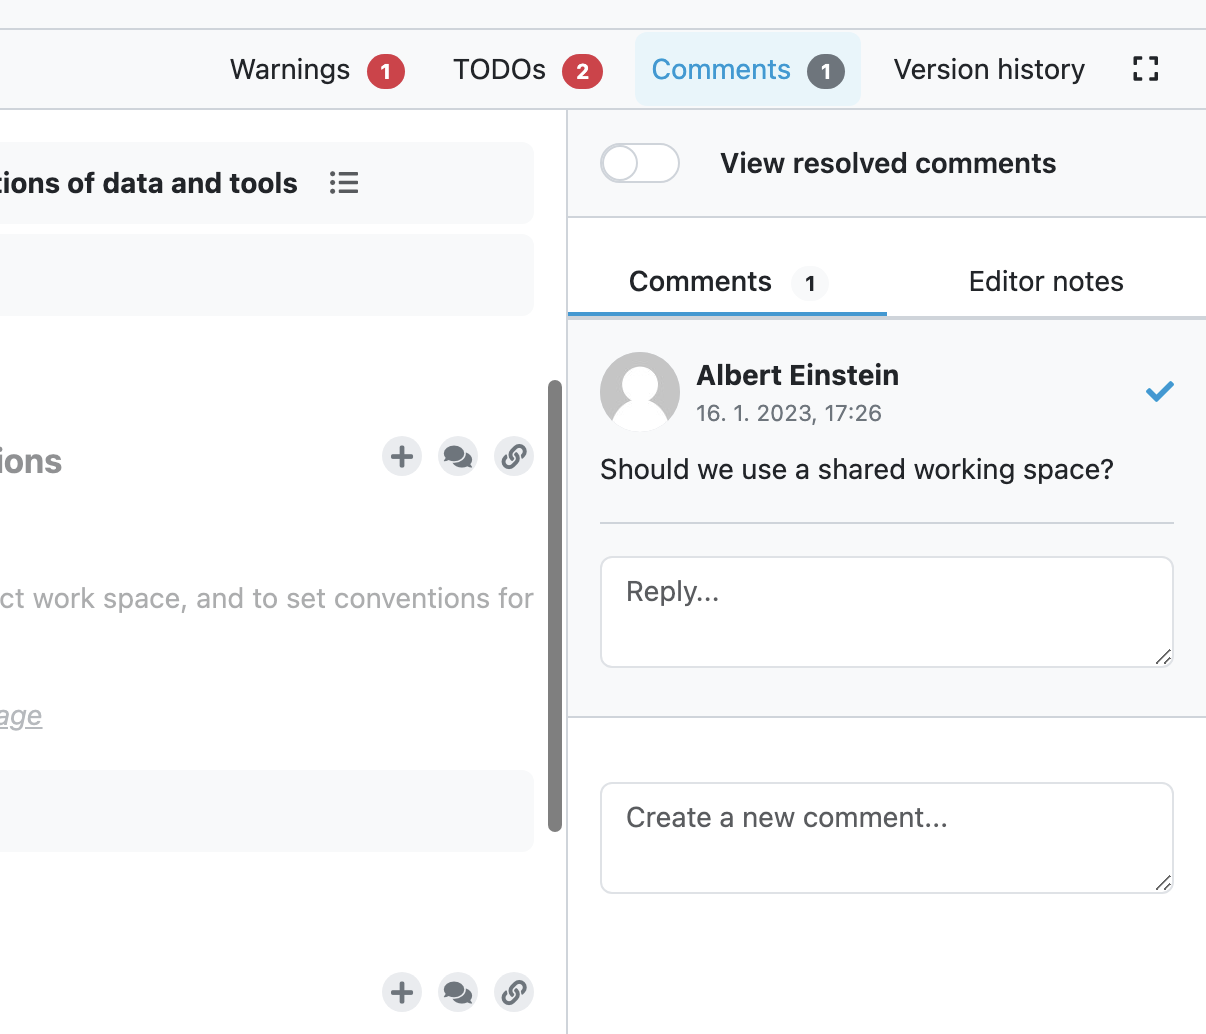 Warnings 1 TODOs 2 Comments 1 Version history
tions of data and tools
View resolved comments
Comments 1 Editor notes
Albert Einstein
16. 1. 2023, 17:26
ions
Should we use a shared working space?
ct work space, and to set conventions for
Reply...
age
Create a new comment...